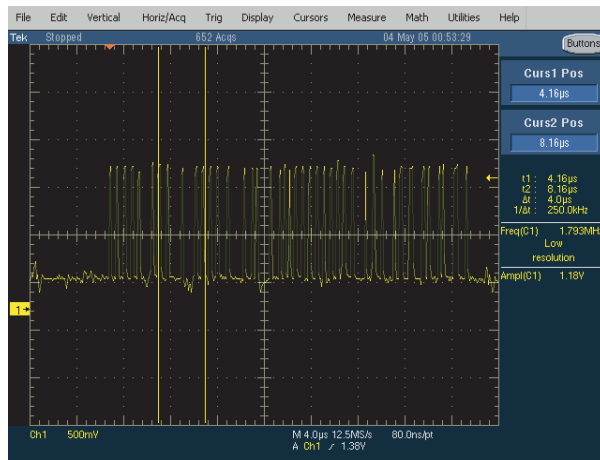 File Edit Vertical Horiz/Acq Trig Display Cursors Measure Math Utilities Help
Tek Stopped 652 Acqs 04 May 05 00:53:29
Buttons
Curs1 Pos
4.16µs
Curs2 Pos
8.16µs
t1 : 4.16µs
t2 : 8.16µs
Δt : 4.0µs
1/Δt : 250.0kHz
Freq(C1) 1.793MHz
Low
resolution
Ampl(C1) 1.18V
1
Ch1 500mV M 4.0µs 12.5MS/s 80.0ns/pt
A Ch1 ∕ 1.38V